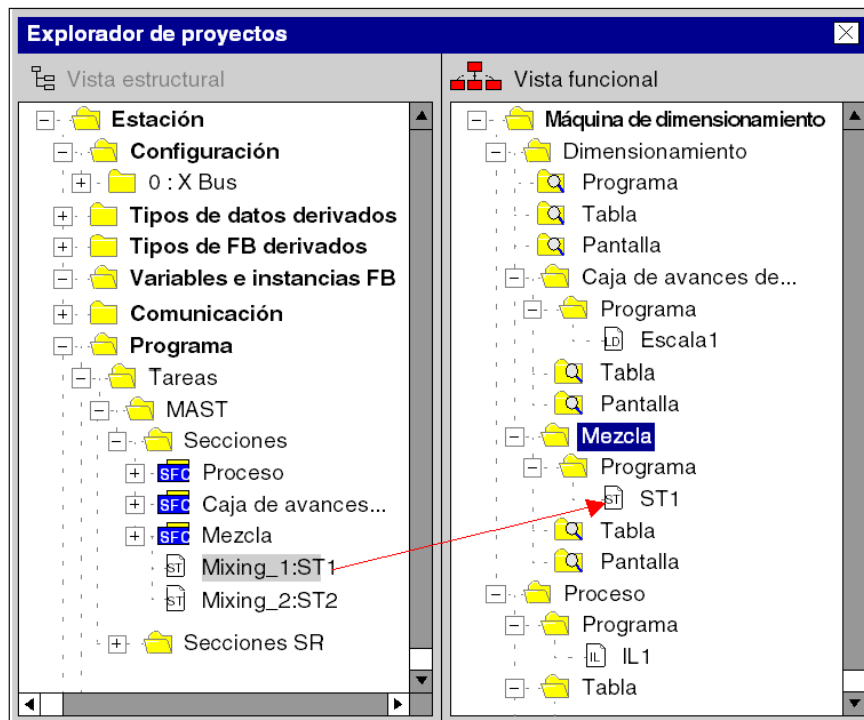 Explorador de proyectos
Vista estructural
Estación
Configuración
0 : X Bus
Tipos de datos derivados
Tipos de FB derivados
Variables e instancias FB
Comunicación
Programa
Tareas
MAST
Secciones
SFC Proceso
SFC Caja de avances...
SFC Mezcla
ST Mixing_1:ST1
ST Mixing_2:ST2
Secciones SR
Vista funcional
Máquina de dimensionamiento
Dimensionamiento
Programa
Tabla
Pantalla
Caja de avances de...
Programa
LD Escala1
Tabla
Pantalla
Mezcla
Programa
ST ST1
Tabla
Pantalla
Proceso
Programa
IL IL1
Tabla